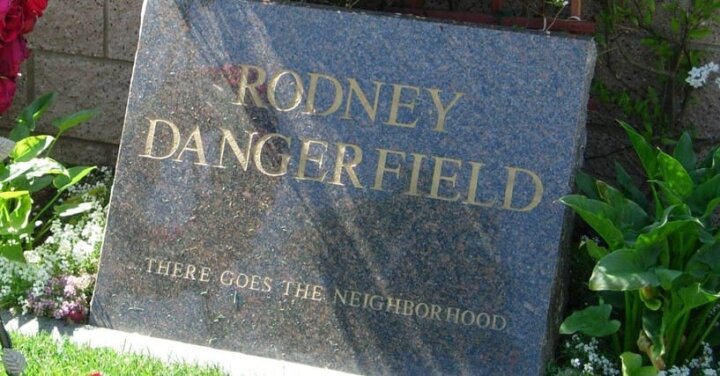 RODNEY
DANGERFIELD
THERE GOES THE NEIGHBORHOOD